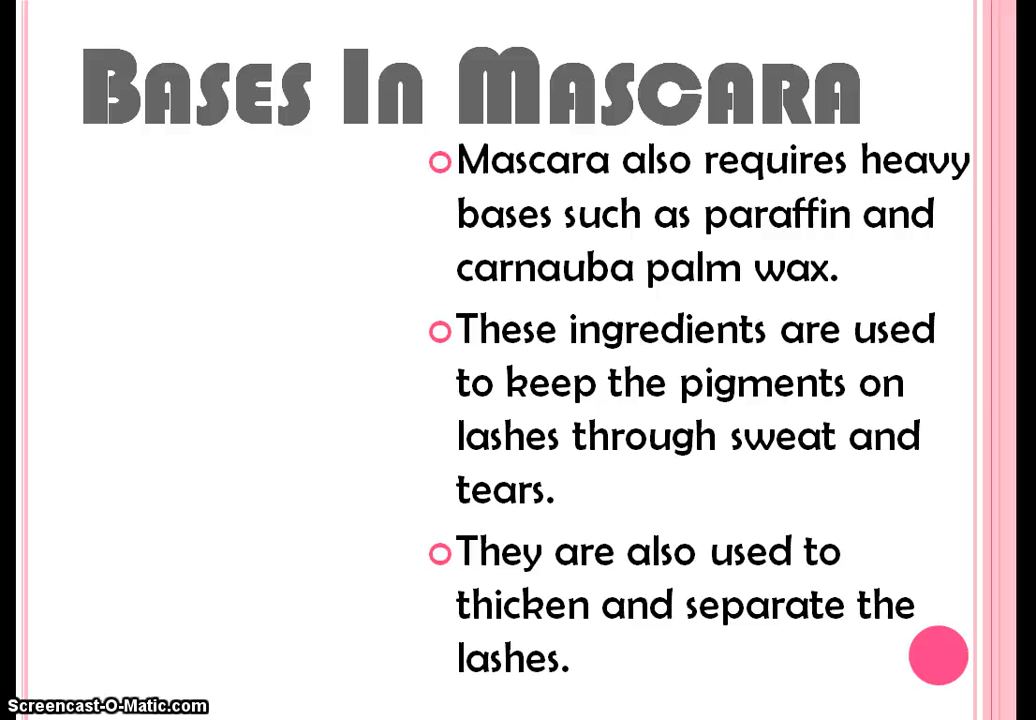 Bases In Mascara
Mascara also requires heavy
bases such as paraffin and
carnauba palm wax.
These ingredients are used
to keep the pigments on
lashes through sweat and
tears.
They are also used to
thicken and separate the
lashes.
Screencast-O-Matic.com